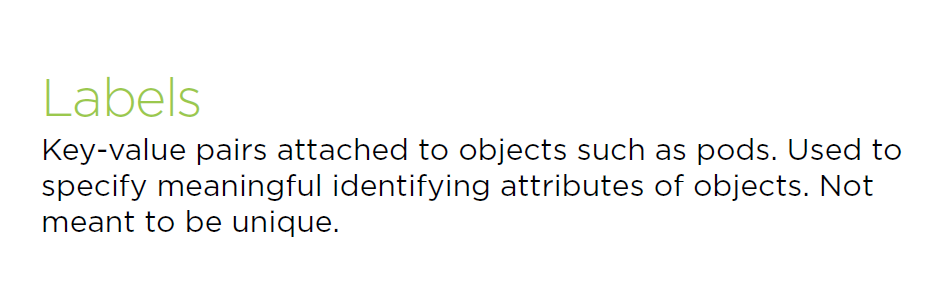 Labels
Key-value pairs attached to objects such as pods. Used to
specify meaningful identifying attributes of objects. Not
meant to be unique.